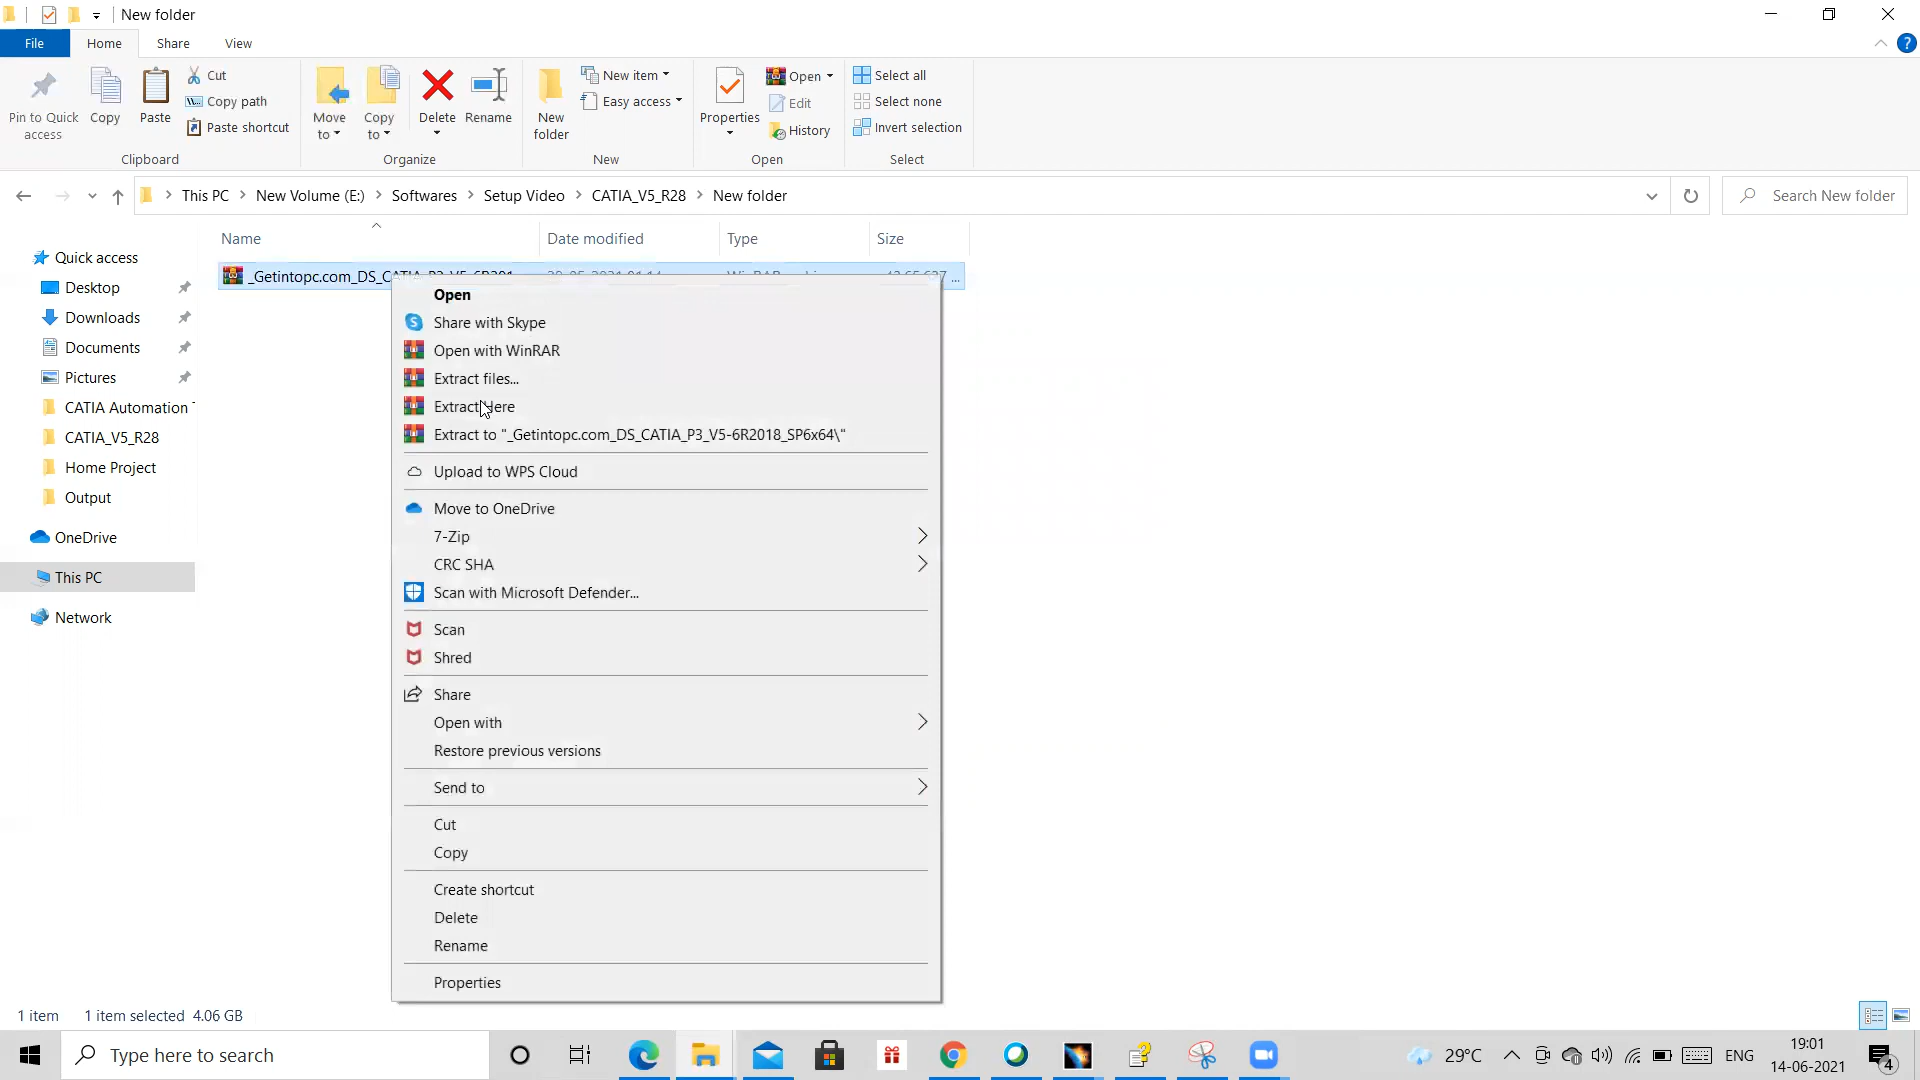 New folder
File Home Share View
Pin to Quick access
Copy
Paste
Cut
Copy path
Paste shortcut
Clipboard
Move to
Copy to
Delete
Rename
Organize
New folder
New item
Easy access
New
Properties
Open
Edit
History
Open
Select all
Select none
Invert selection
Select
This PC New Volume (E:) Softwares Setup Video CATIA_V5_R28 New folder
Search New folder
Name Date modified Type Size
_Getintopc.com_DS_CATIA_P3_V5-6R201...
Quick access
Desktop
Downloads
Documents
Pictures
CATIA Automation
CATIA_V5_R28
Home Project
Output
OneDrive
This PC
Network
Open
Share with Skype
Open with WinRAR
Extract files...
Extract Here
Extract to "_Getintopc.com_DS_CATIA_P3_V5-6R2018_SP6x64\"
Upload to WPS Cloud
Move to OneDrive
7-Zip
CRC SHA
Scan with Microsoft Defender...
Scan
Shred
Share
Open with
Restore previous versions
Send to
Cut
Copy
Create shortcut
Delete
Rename
Properties
1 item 1 item selected 4.06 GB
Type here to search
29°C
ENG
19:01
14-06-2021
4